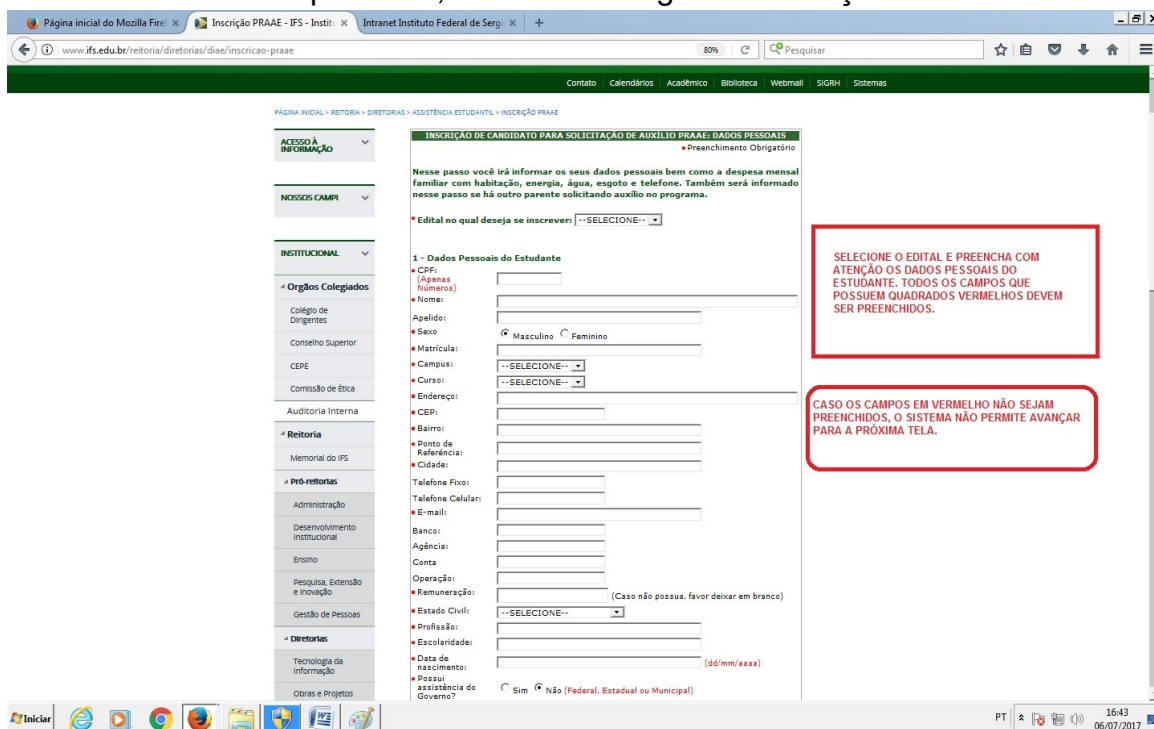 Página inicial do Mozilla Fire
Inscrição PRAAE - IFS - Instit
Intranet Instituto Federal de Sergi
www.ifs.edu.br/reitoria/diretorias/diae/inscricao-praae
80%
Pesquisar
Contato
Calendários
Acadêmico
Biblioteca
Webmail
SIGRH
Sistemas
PÁGINA INICIAL > REITORIA > DIRETORIAS > ASSISTÊNCIA ESTUDANTIL > INSCRIÇÃO PRAAE
ACESSO À
INFORMAÇÃO
NOSSOS CAMPI
INSTITUCIONAL
Orgãos Colegiados
Colégio de
Dirigentes
Conselho Superior
CEPE
Comissão de Ética
Auditoria Interna
Reitoria
Memorial do IFS
Pró-reitorias
Administração
Desenvolvimento
Institucional
Ensino
Pesquisa, Extensão
e Inovação
Gestão de Pessoas
Diretorias
Tecnologia da
Informação
Obras e Projetos
INSCRIÇÃO DE CANDIDATO PARA SOLICITAÇÃO DE AUXÍLIO PRAAE: DADOS PESSOAIS
Preenchimento Obrigatório
Nesse passo você irá informar os seus dados pessoais bem como a despesa mensal
familiar com habitação, energia, água, esgoto e telefone. Também será informado
nesse passo se há outro parente solicitando auxílio no programa.
* Edital no qual deseja se inscrever: --SELECIONE--
1 - Dados Pessoais do Estudante
CPF:
(Apenas
Números)
Nome:
Apelido:
Sexo Masculino Feminino
Matrícula:
Campus: --SELECIONE--
Curso: --SELECIONE--
Endereço:
CEP:
Bairro:
Ponto de
Referência:
Cidade:
Telefone Fixo:
Telefone Celular:
E-mail:
Banco:
Agência:
Conta
Operação:
Remuneração: (Caso não possua, favor deixar em branco)
Estado Civil: --SELECIONE--
Profissão:
Escolaridade:
Data de
nascimento: (dd/mm/aaaa)
Possui
assistência do
Governo? Sim Não (Federal, Estadual ou Municipal)
SELECIONE O EDITAL E PREENCHA COM
ATENÇÃO OS DADOS PESSOAIS DO
ESTUDANTE. TODOS OS CAMPOS QUE
POSSUEM QUADRADOS VERMELHOS DEVEM
SER PREENCHIDOS.
CASO OS CAMPOS EM VERMELHO NÃO SEJAM
PREENCHIDOS, O SISTEMA NÃO PERMITE AVANÇAR
PARA A PRÓXIMA TELA.
Iniciar
PT
16:43
06/07/2017